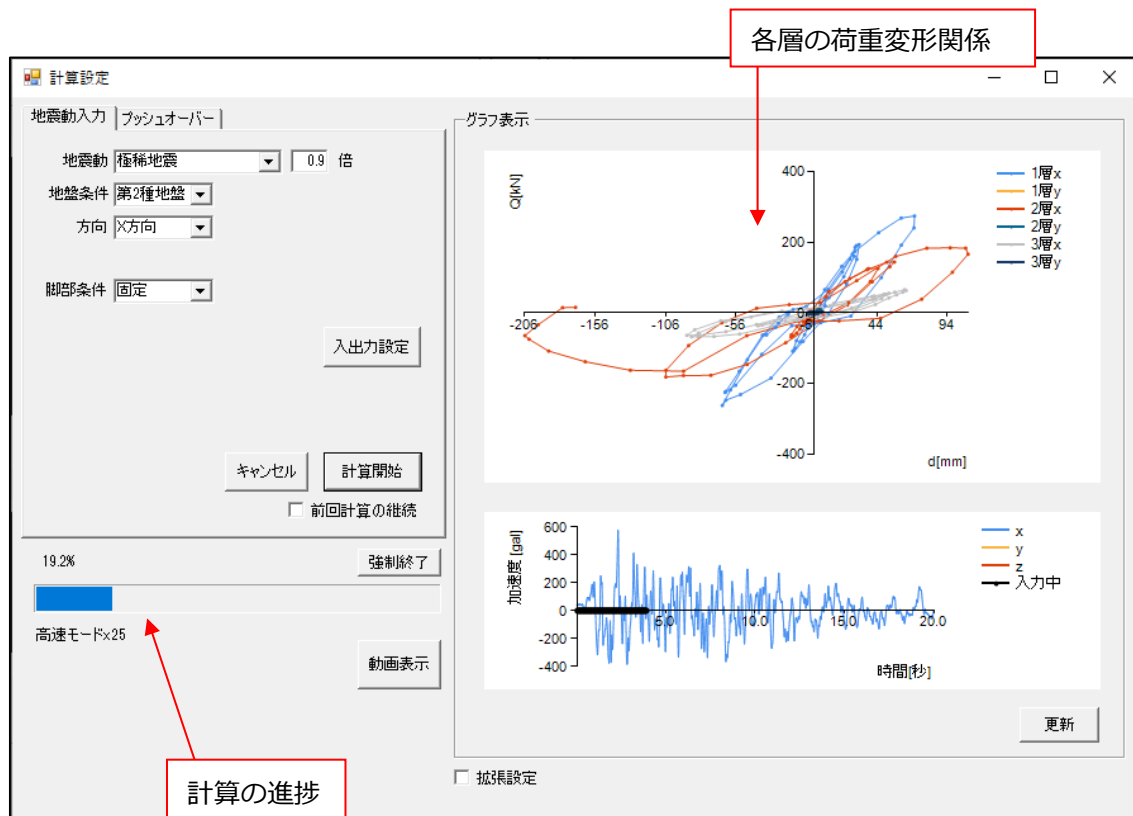 各層の荷重変形関係
計算設定
地震動入力 プッシュオーバー
地震動 極稀地震 0.9 倍
地盤条件 第2種地盤
方向 X方向
脚部条件 固定
入出力設定
キャンセル 計算開始
前回計算の継続
19.2% 強制終了
高速モードx25
動画表示
計算の進捗
グラフ表示
Q[kN]
400
200
0
-200
-400
-206 -156 -106 -56 44 94
d[mm]
1層x
1層y
2層x
2層y
3層x
3層y
加速度 [gal]
600
400
200
0
-200
-400
5.0 10.0 15.0 20.0
時間[秒]
x
y
z
入力中
更新
拡張設定